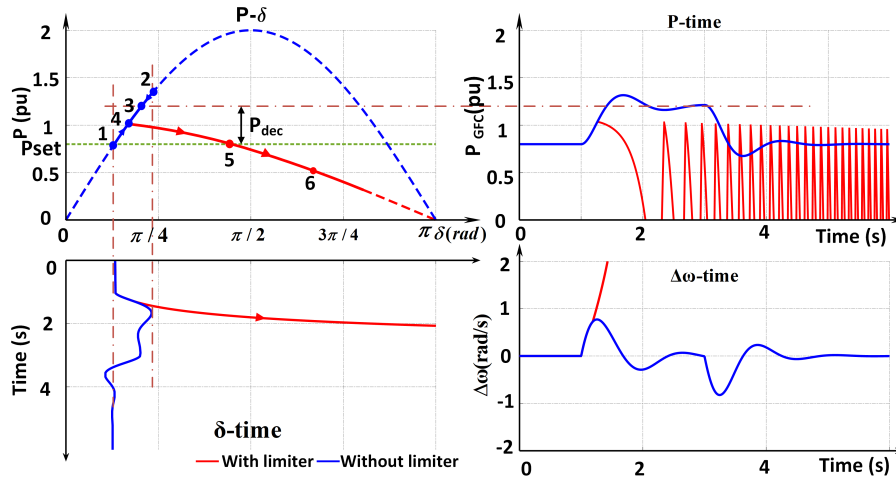 P-δ
P (pu)
2
1.5
1
Pset
0.5
0
1
2
3
4
5
6
P_dec
0
π / 4
π / 2
3π / 4
π
δ(rad)
P-time
P_GFC(pu)
2
1.5
1
0.5
0
0
2
4
Time (s)
Time (s)
0
2
4
δ-time
With limiter
Without limiter
Δω-time
Δω(rad/s)
2
1
0
-1
-2
0
2
4
Time (s)